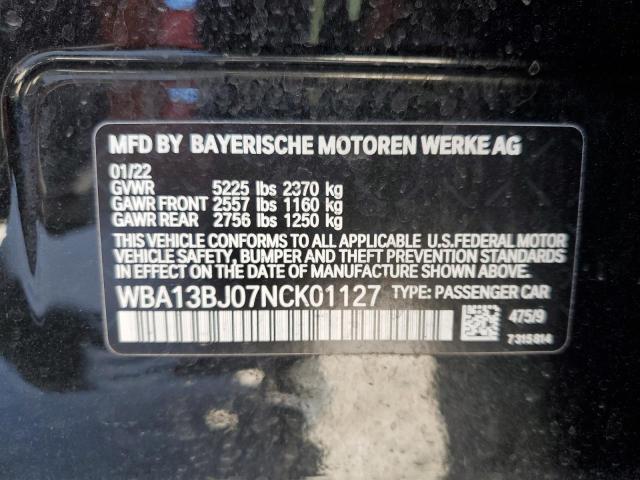 MFD BY BAYERISCHE MOTOREN WERKE AG
01/22
GVWR 5225 lbs 2370 kg
GAWR FRONT 2557 lbs 1160 kg
GAWR REAR 2756 lbs 1250 kg
THIS VEHICLE CONFORMS TO ALL APPLICABLE U.S.FEDERAL MOTOR
VEHICLE SAFETY, BUMPER AND THEFT PREVENTION STANDARDS
IN EFFECT ON THE DATE OF MANUFACTURE SHOWN ABOVE.
WBA13BJ07NCK01127 TYPE: PASSENGER CAR
475/9
7315814